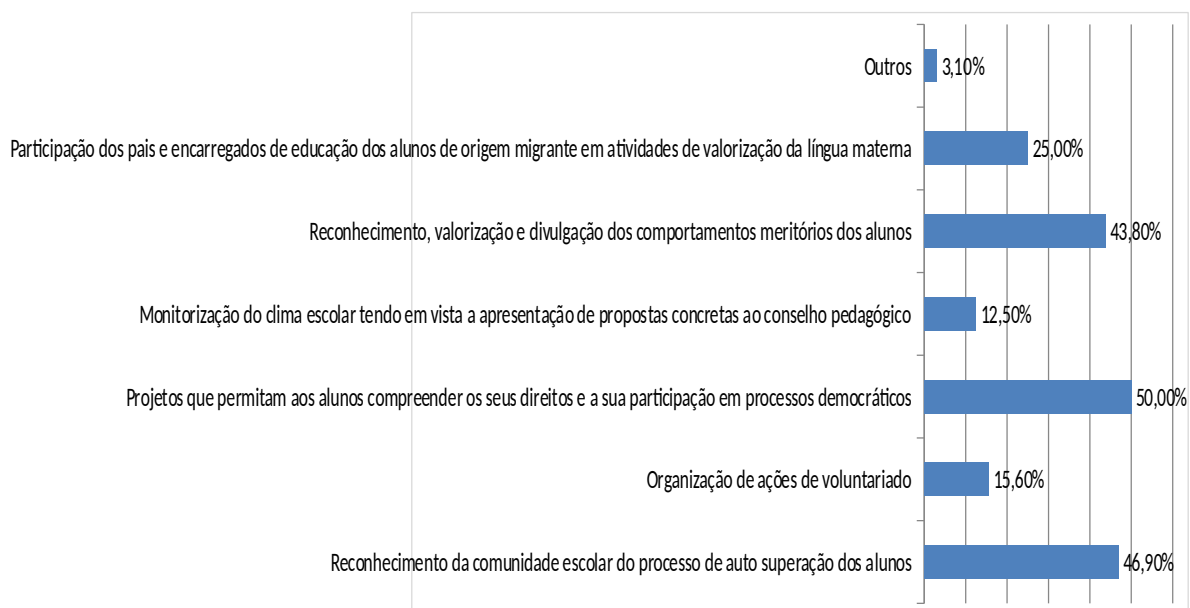 Outros 3,10%
Participação dos pais e encarregados de educação dos alunos de origem migrante em atividades de valorização da língua materna 25,00%
Reconhecimento, valorização e divulgação dos comportamentos meritórios dos alunos 43,80%
Monitorização do clima escolar tendo em vista a apresentação de propostas concretas ao conselho pedagógico 12,50%
Projetos que permitam aos alunos compreender os seus direitos e a sua participação em processos democráticos 50,00%
Organização de ações de voluntariado 15,60%
Reconhecimento da comunidade escolar do processo de auto superação dos alunos 46,90%